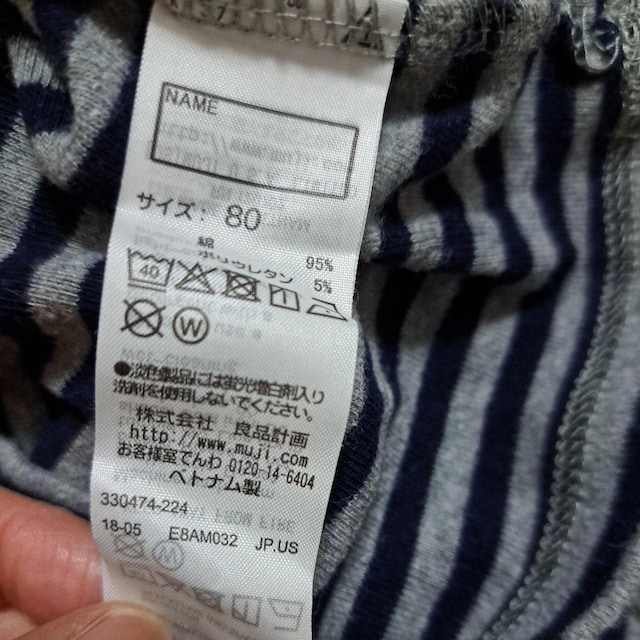 NAME
サイズ: 80
綿 95%
ポリウレタン 5%
40
W
●淡色製品には蛍光増白剤入り
洗剤を使用しないでください。
株式会社 良品計画
http://www.muji.com
お客様室でんわ 0120-14-6404
ベトナム製
330474-224
18-05 E8AM032 JP.US